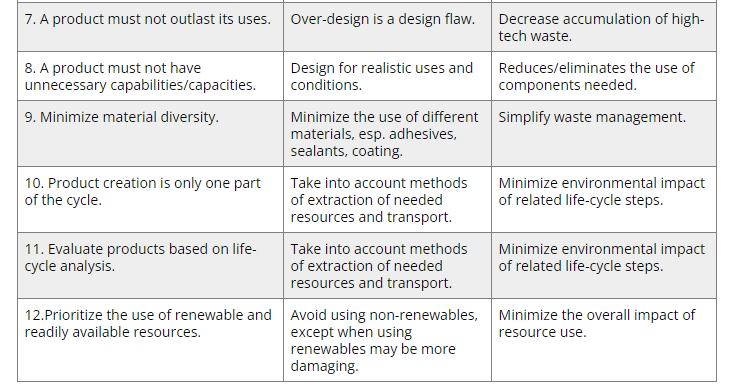 7. A product must not outlast its uses.
Over-design is a design flaw.
Decrease accumulation of high-
tech waste.
8. A product must not have
unnecessary capabilities/capacities.
Design for realistic uses and
conditions.
Reduces/eliminates the use of
components needed.
9. Minimize material diversity.
Minimize the use of different
materials, esp. adhesives,
sealants, coating.
Simplify waste management.
10. Product creation is only one part
of the cycle.
Take into account methods
of extraction of needed
resources and transport.
Minimize environmental impact
of related life-cycle steps.
11. Evaluate products based on life-
cycle analysis.
Take into account methods
of extraction of needed
resources and transport.
Minimize environmental impact
of related life-cycle steps.
12.Prioritize the use of renewable and
readily available resources.
Avoid using non-renewables,
except when using
renewables may be more
damaging.
Minimize the overall impact of
resource use.